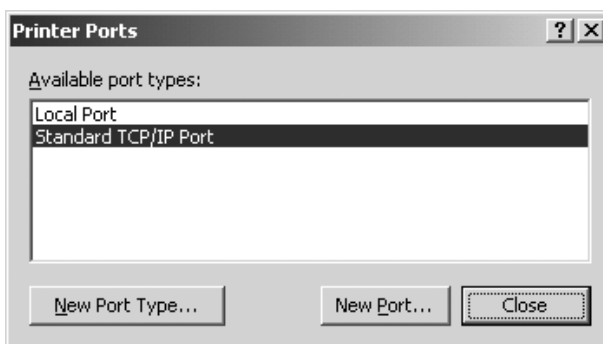 Printer Ports
Available port types:
Local Port
Standard TCP/IP Port
New Port Type... New Port... Close